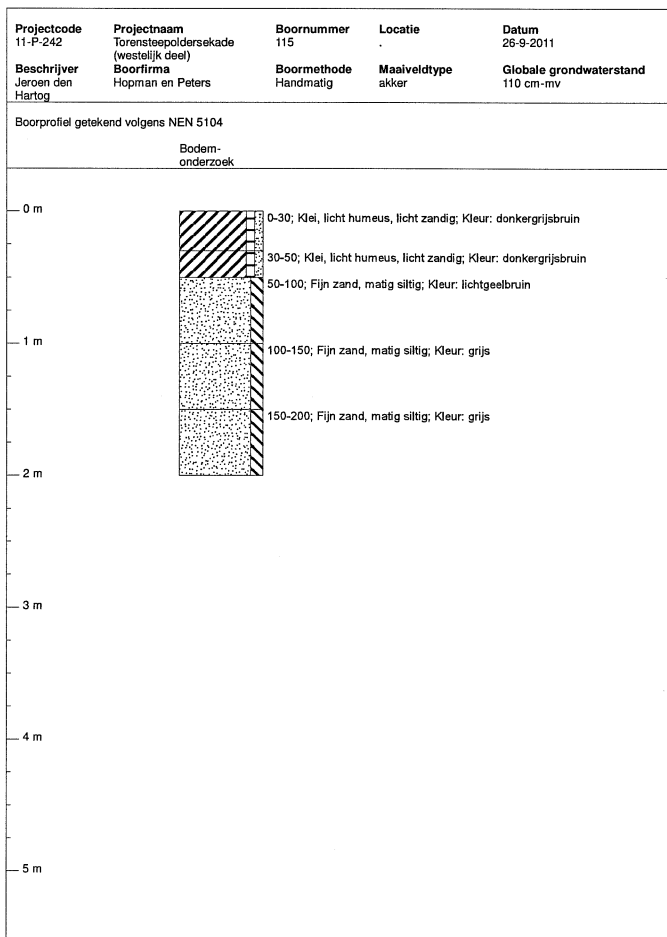 Projectcode Projectnaam Boornummer Locatie Datum
11-P-242 Torensteepoldersekade 115 . 26-9-2011
(westelijk deel)
Beschrijver Boorfirma Boormethode Maaiveldtype Globale grondwaterstand
Jeroen den Hopman en Peters Handmatig akker 110 cm-mv
Hartog
Boorprofiel getekend volgens NEN 5104
Bodem-
onderzoek
0 m
0-30; Klei, licht humeus, licht zandig; Kleur: donkergrijsbruin
30-50; Klei, licht humeus, licht zandig; Kleur: donkergrijsbruin
50-100; Fijn zand, matig siltig; Kleur: lichtgeelbruin
1 m
100-150; Fijn zand, matig siltig; Kleur: grijs
150-200; Fijn zand, matig siltig; Kleur: grijs
2 m
3 m
4 m
5 m